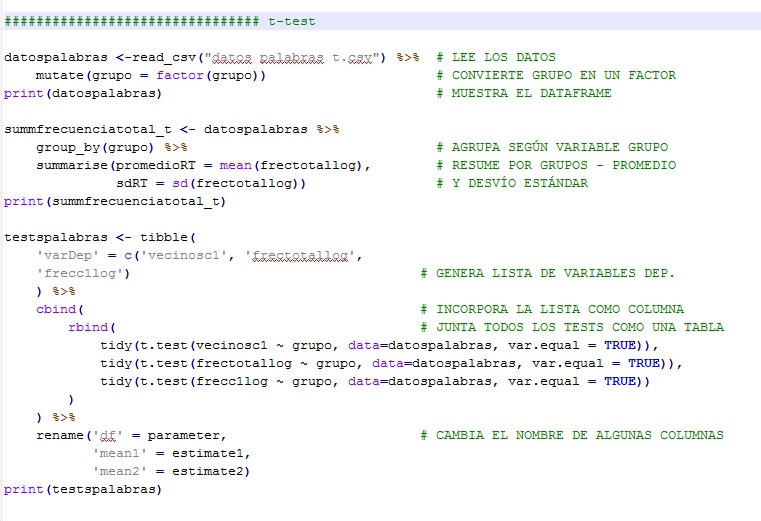 ################################ t-test
datospalabras <-read_csv("datos palabras t.csv") %>% # LEE LOS DATOS
mutate(grupo = factor(grupo)) # CONVIERTE GRUPO EN UN FACTOR
print(datospalabras) # MUESTRA EL DATAFRAME
summfrecuenciatotal_t <- datospalabras %>%
group_by(grupo) %>% # AGRUPA SEGÚN VARIABLE GRUPO
summarise(promedioRT = mean(frectotallog), # RESUME POR GRUPOS - PROMEDIO
sdRT = sd(frectotallog)) # Y DESVÍO ESTÁNDAR
print(summfrecuenciatotal_t)
testspalabras <- tibble(
'varDep' = c('vecinosc1', 'frectotallog',
'frecc1log') # GENERA LISTA DE VARIABLES DEP.
) %>%
cbind( # INCORPORA LA LISTA COMO COLUMNA
rbind( # JUNTA TODOS LOS TESTS COMO UNA TABLA
tidy(t.test(vecinosc1 ~ grupo, data=datospalabras, var.equal = TRUE)),
tidy(t.test(frectotallog ~ grupo, data=datospalabras, var.equal = TRUE)),
tidy(t.test(frecc1log ~ grupo, data=datospalabras, var.equal = TRUE))
)
) %>%
rename('df' = parameter, # CAMBIA EL NOMBRE DE ALGUNAS COLUMNAS
'mean1' = estimate1,
'mean2' = estimate2)
print(testspalabras)